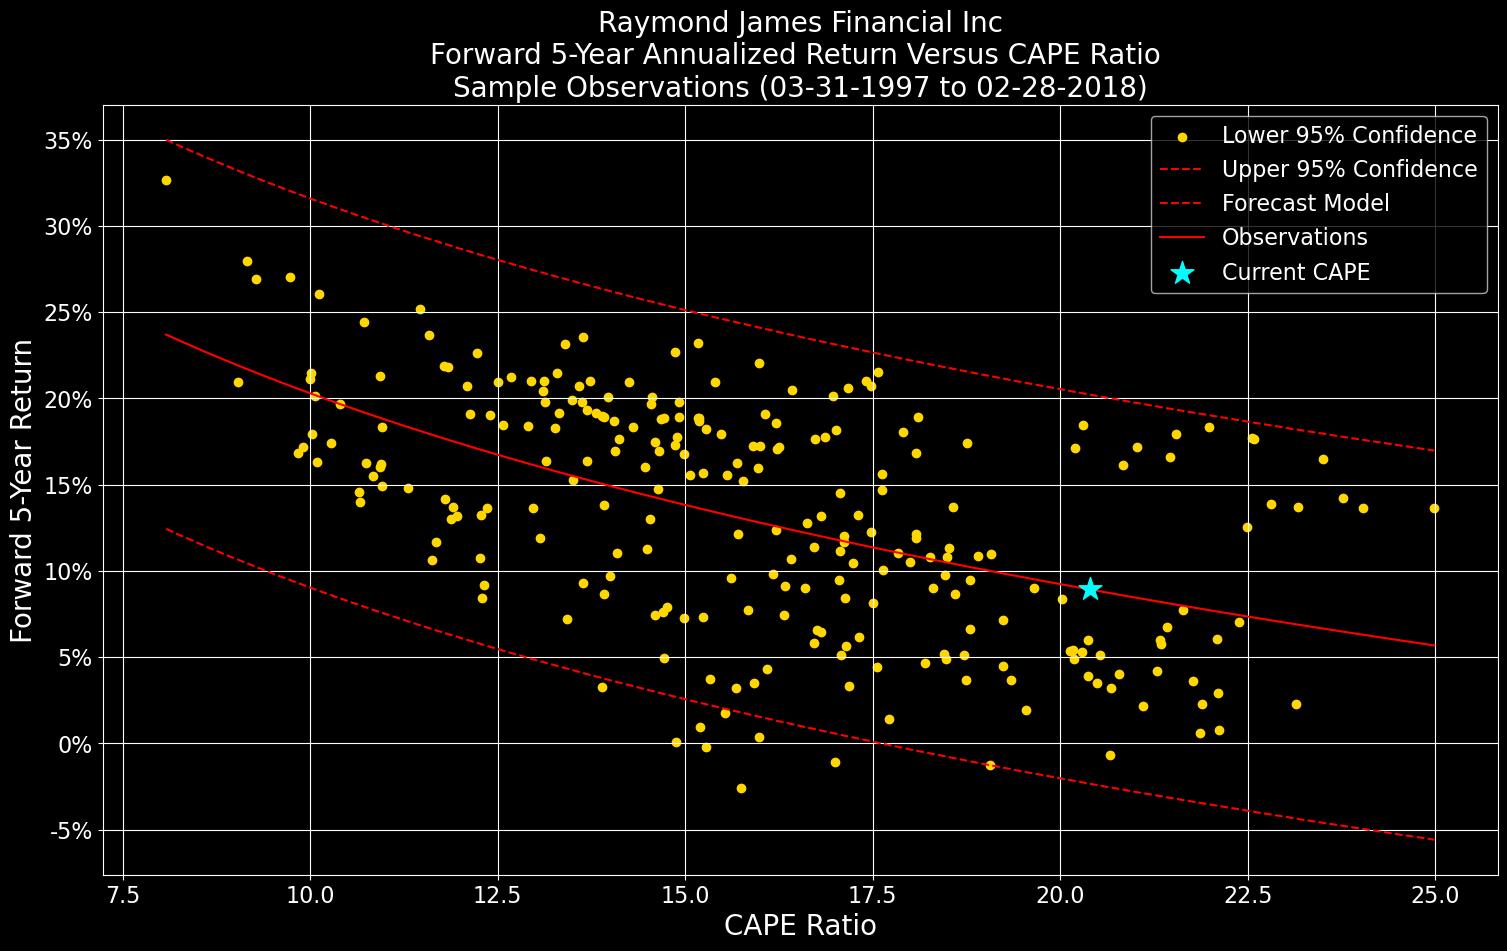 Raymond James Financial Inc
Forward 5-Year Annualized Return Versus CAPE Ratio
Sample Observations (03-31-1997 to 02-28-2018)
Lower 95% Confidence
Upper 95% Confidence
Forecast Model
Observations
Current CAPE
Forward 5-Year Return
35%
30%
25%
20%
15%
10%
5%
0%
-5%
7.5
10.0
12.5
15.0
17.5
20.0
22.5
25.0
CAPE Ratio